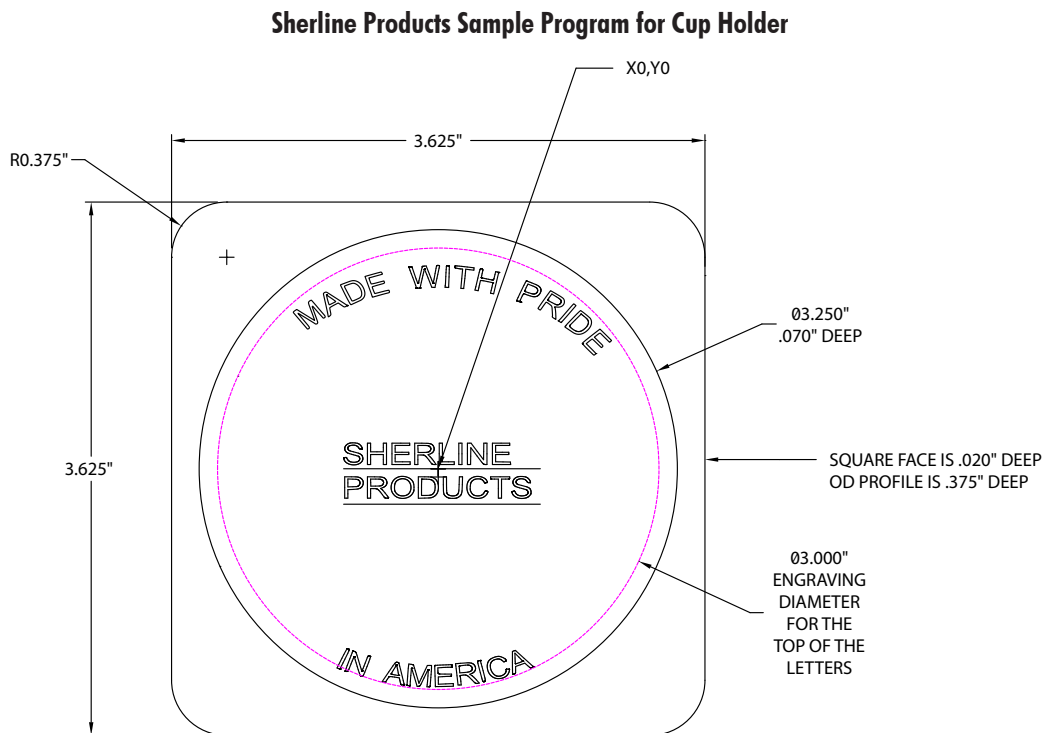 Sherline Products Sample Program for Cup Holder
X0,Y0
3.625"
R0.375"
MADE WITH PRIDE
Ø3.250"
.070" DEEP
SHERLINE
PRODUCTS
3.625"
SQUARE FACE IS .020" DEEP
OD PROFILE IS .375" DEEP
Ø3.000"
ENGRAVING
DIAMETER
FOR THE
TOP OF THE
LETTERS
IN AMERICA